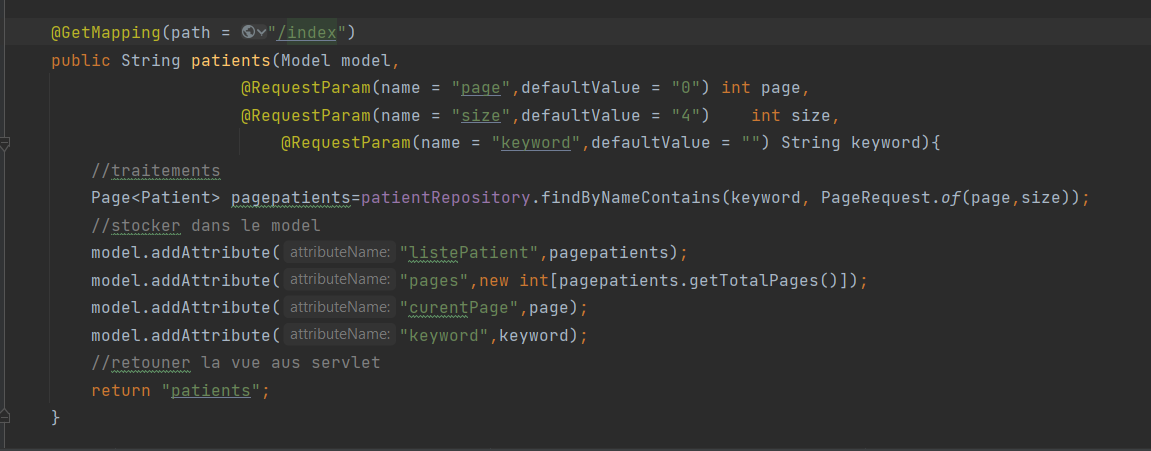 @GetMapping(path = "/index")
public String patients(Model model,
@RequestParam(name = "page",defaultValue = "0") int page,
@RequestParam(name = "size",defaultValue = "4") int size,
@RequestParam(name = "keyword",defaultValue = "") String keyword){
//traitements
Page<Patient> pagepatients=patientRepository.findByNameContains(keyword, PageRequest.of(page,size));
//stocker dans le model
model.addAttribute( attributeName: "listePatient",pagepatients);
model.addAttribute( attributeName: "pages",new int[pagepatients.getTotalPages()]);
model.addAttribute( attributeName: "curentPage",page);
model.addAttribute( attributeName: "keyword",keyword);
//retouner la vue aus servlet
return "patients";
}